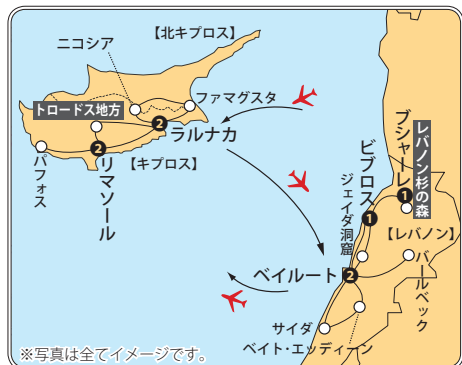 【北キプロス】
ニコシア
ファマグスタ
トロードス地方
2
ラルナカ
2
リマソール
【キプロス】
パフォス
ブシャーレ
1
レバノン杉の森
ビブロス
1
ジェイダ洞窟
【レバノン】
バールベック
ベイルート
2
サイダ
ベイト・エッディーン
※写真は全てイメージです。